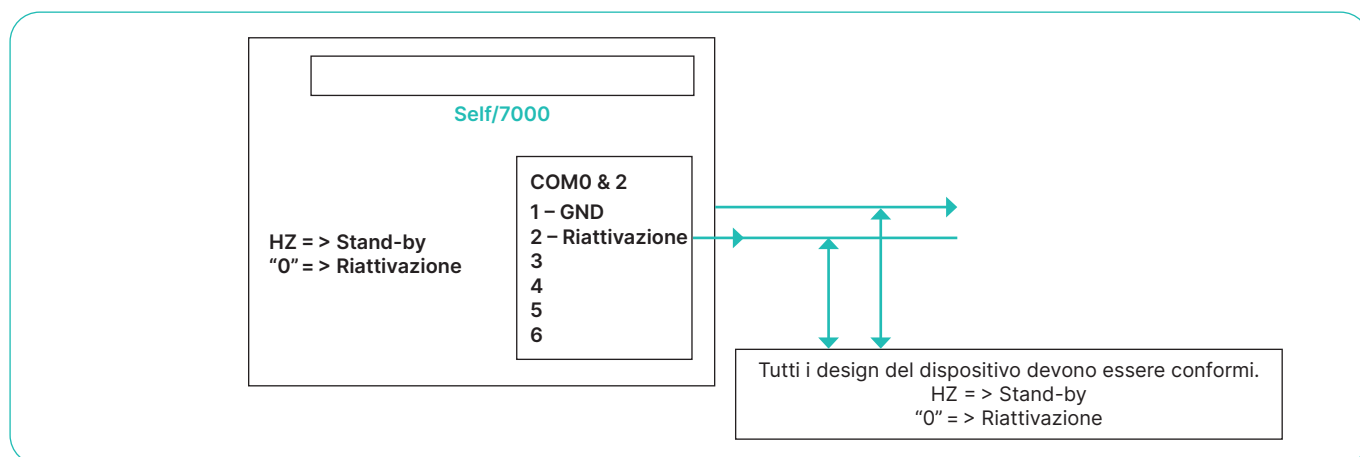 Self/7000
COM0 & 2
1 – GND
2 – Riattivazione
3
4
5
6
HZ = > Stand-by
“0” = > Riattivazione
Tutti i design del dispositivo devono essere conformi.
HZ = > Stand-by
“0” = > Riattivazione